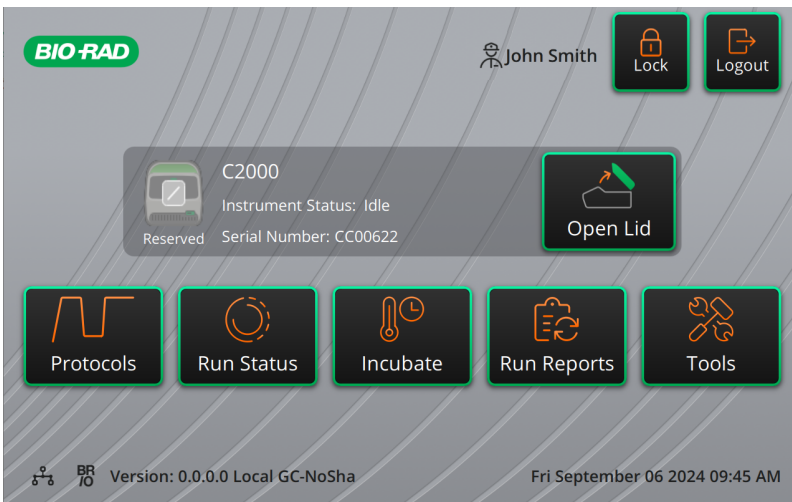 BIO-RAD
John Smith
Lock
Logout
C2000
Instrument Status: Idle
Serial Number: CC00622
Reserved
Open Lid
Protocols
Run Status
Incubate
Run Reports
Tools
BR
IO
Version: 0.0.0.0 Local GC-NoSha
Fri September 06 2024 09:45 AM